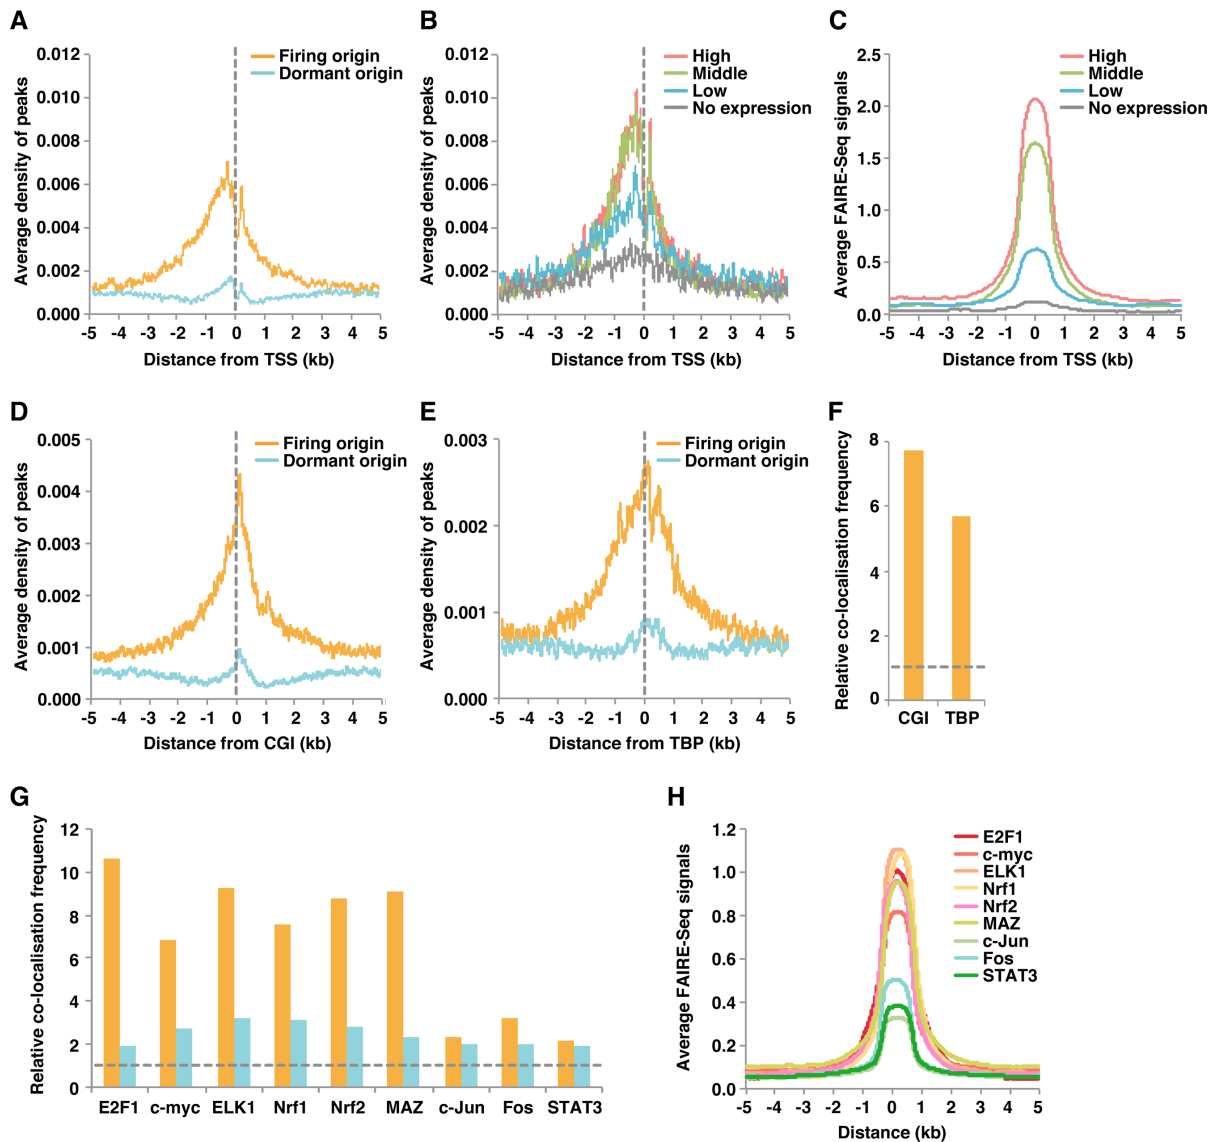 A
Average density of peaks
0.012
0.010
0.008
0.006
0.004
0.002
0.000
-5 -4 -3 -2 -1 0 1 2 3 4 5
Distance from TSS (kb)
Firing origin
Dormant origin
B
Average density of peaks
0.012
0.010
0.008
0.006
0.004
0.002
0.000
-5 -4 -3 -2 -1 0 1 2 3 4 5
Distance from TSS (kb)
High
Middle
Low
No expression
C
Average FAIRE-Seq signals
2.5
2.0
1.5
1.0
0.5
0.0
-5 -4 -3 -2 -1 0 1 2 3 4 5
Distance from TSS (kb)
High
Middle
Low
No expression
D
Average density of peaks
0.005
0.004
0.003
0.002
0.001
0.000
-5 -4 -3 -2 -1 0 1 2 3 4 5
Distance from CGI (kb)
Firing origin
Dormant origin
E
Average density of peaks
0.003
0.002
0.001
0.000
-5 -4 -3 -2 -1 0 1 2 3 4 5
Distance from TBP (kb)
Firing origin
Dormant origin
F
Relative co-localisation frequency
8
6
4
2
0
CGI TBP
G
Relative co-localisation frequency
12
10
8
6
4
2
0
E2F1 c-myc ELK1 Nrf1 Nrf2 MAZ c-Jun Fos STAT3
H
Average FAIRE-Seq signals
1.2
1.0
0.8
0.6
0.4
0.2
0.0
-5 -4 -3 -2 -1 0 1 2 3 4 5
Distance (kb)
E2F1
c-myc
ELK1
Nrf1
Nrf2
MAZ
c-Jun
Fos
STAT3